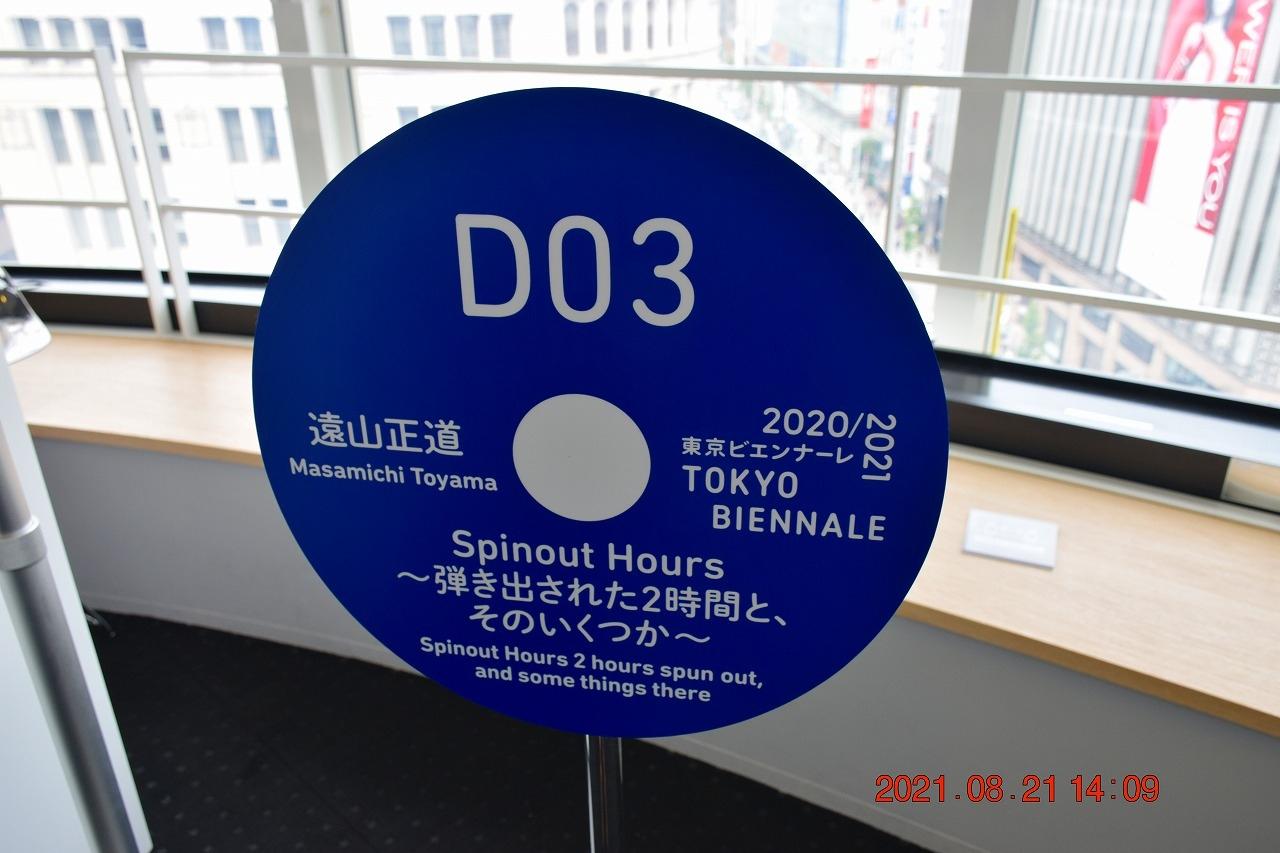 D03
遠山正道
Masamichi Toyama
2020/2021
東京ビエンナーレ
TOKYO
BIENNALE
Spinout Hours
～弾き出された2時間と、
そのいくつか～
Spinout Hours 2 hours spun out,
and some things there
IS YOU
2021.08.21 14:09